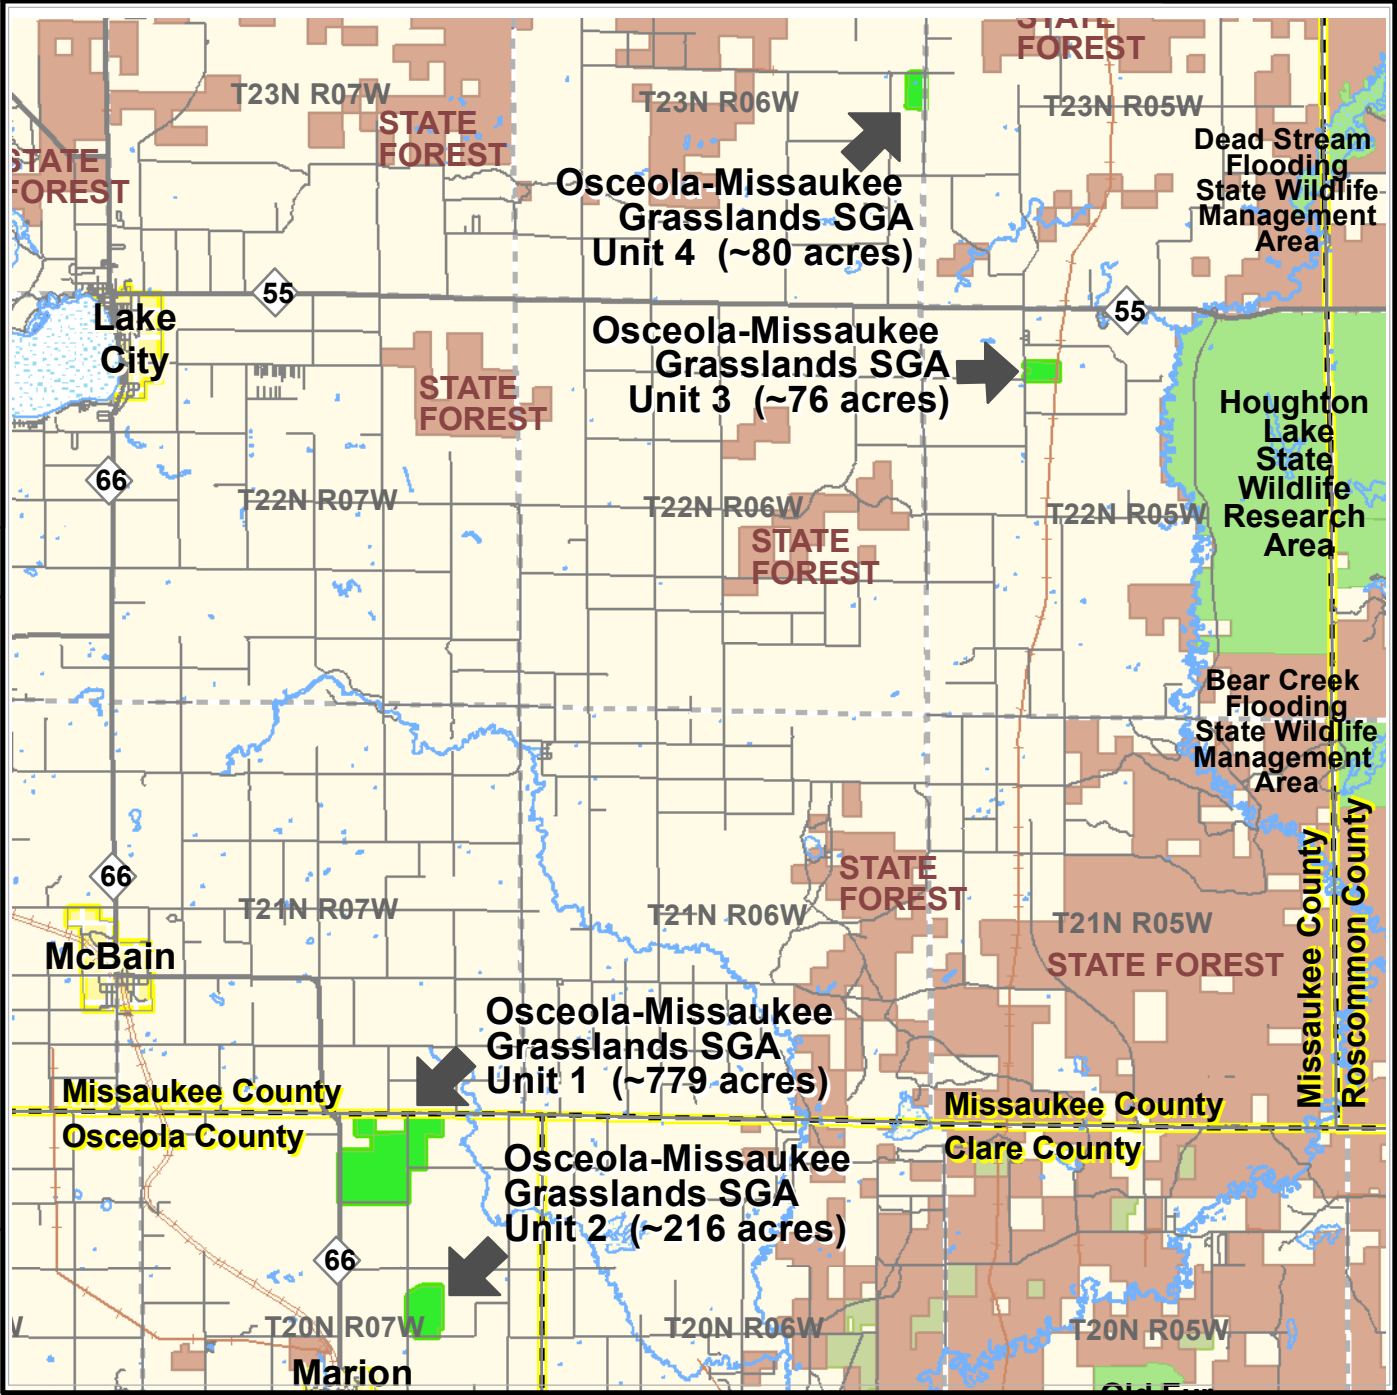 STATE
FOREST
T23N R07W
T23N R06W
T23N R05W
STATE
FOREST
STATE
FOREST
Dead Stream
Flooding
State Wildlife
Management
Area
Osceola-Missaukee
Grasslands SGA
Unit 4 (~80 acres)
55
55
Lake
City
Osceola-Missaukee
Grasslands SGA
Unit 3 (~76 acres)
STATE
FOREST
Houghton
Lake
State
Wildlife
Research
Area
66
T22N R07W
T22N R06W
T22N R05W
STATE
FOREST
Bear Creek
Flooding
State Wildlife
Management
Area
66
STATE
FOREST
T21N R07W
T21N R06W
T21N R05W
STATE FOREST
McBain
Missaukee County
Roscommon County
Osceola-Missaukee
Grasslands SGA
Unit 1 (~779 acres)
Missaukee County
Osceola County
Missaukee County
Clare County
Osceola-Missaukee
Grasslands SGA
Unit 2 (~216 acres)
66
T20N R07W
T20N R06W
T20N R05W
Marion